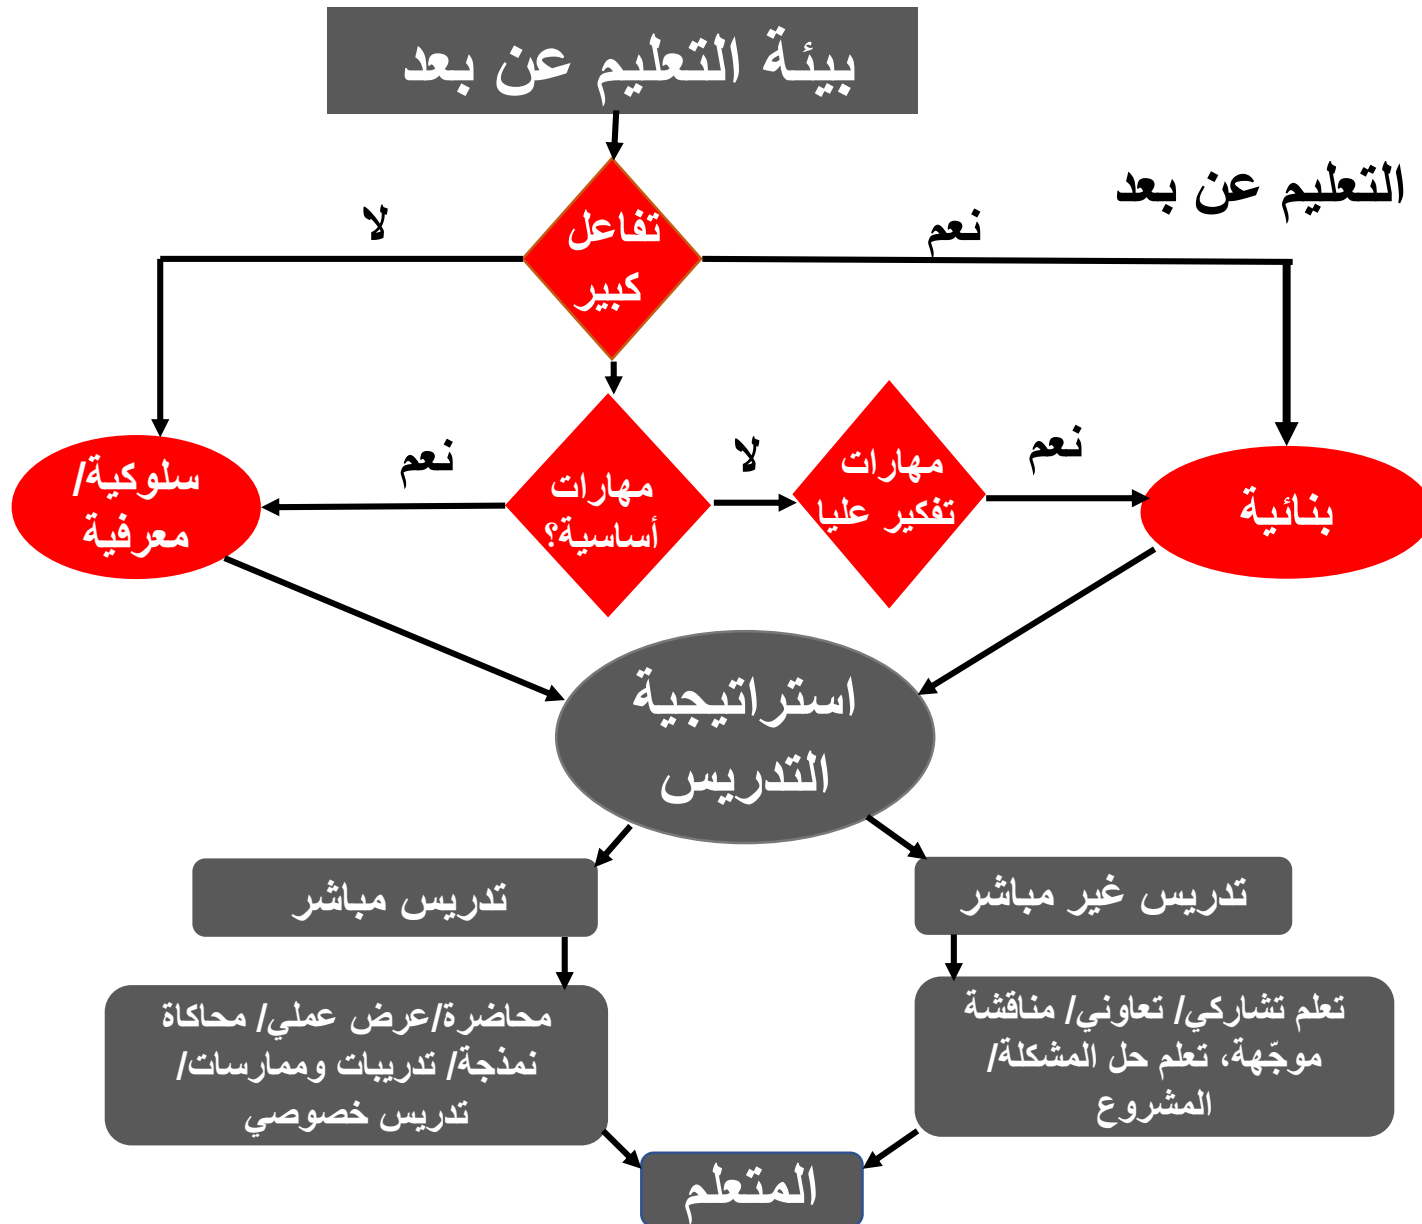 بيئة التعليم عن بعد
التعليم عن بعد
نعم
تفاعل
كبير
لا
نعم
مهارات
تفكير عليا
لا
مهارات
أساسية؟
نعم
بنائية
سلوكية/
معرفية
استراتيجية
التدريس
تدريس غير مباشر
تدريس مباشر
تعلم تشاركي/ تعاوني/ مناقشة
موجّهة، تعلم حل المشكلة/
المشروع
محاضرة/عرض عملي/ محاكاة
نمذجة/ تدريبات وممارسات/
تدريس خصوصي
المتعلم